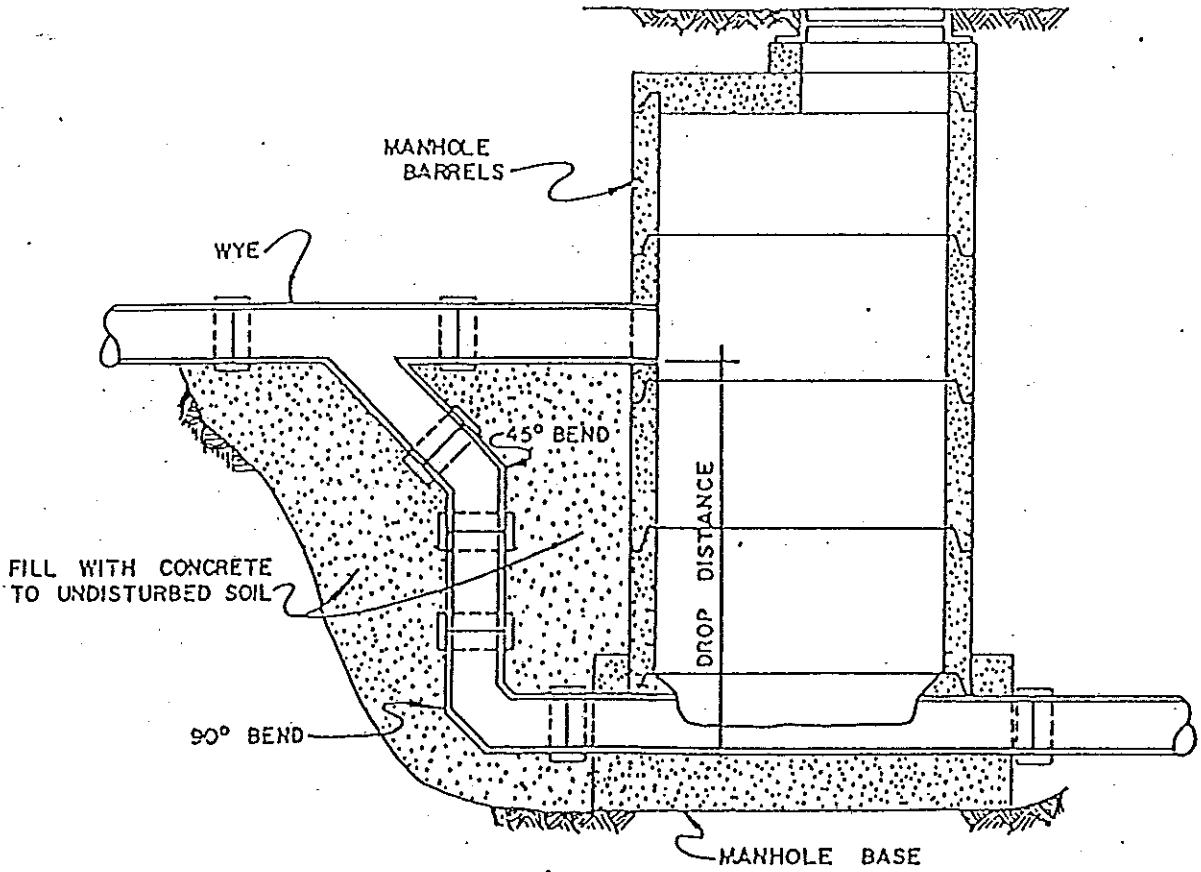 MANHOLE
BARRELS
WYE
45° BEND
DROP DISTANCE
FILL WITH CONCRETE
TO UNDISTURBED SOIL
90° BEND
MANHOLE BASE